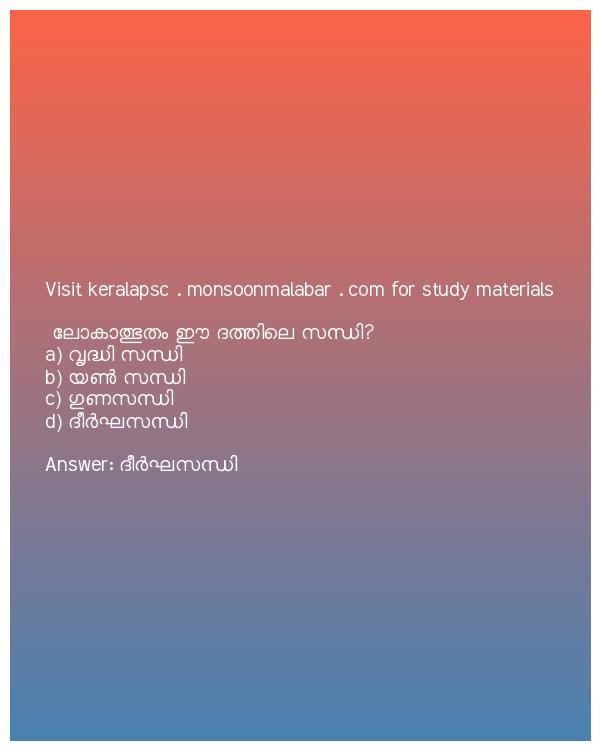 Visit keralapsc . monsoonmalabar . com for study materials
ലോകാത്ഭുതം ഈ ദത്തിലെ സന്ധി?
a) വൃദ്ധി സന്ധി
b) യൺ സന്ധി
c) ഗുണസന്ധി
d) ദീർഘസന്ധി
Answer: ദീർഘസന്ധി